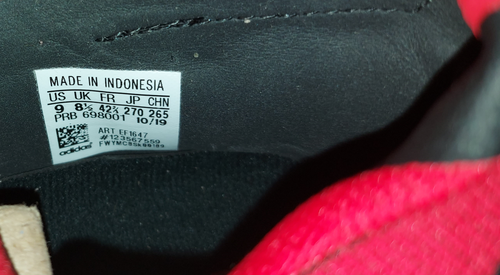 MADE IN INDONESIA
US UK FR JP CHN
9 8½ 42⅔ 270 265
PRB 698001 10/19
ART EF1647
#123567559
adidas